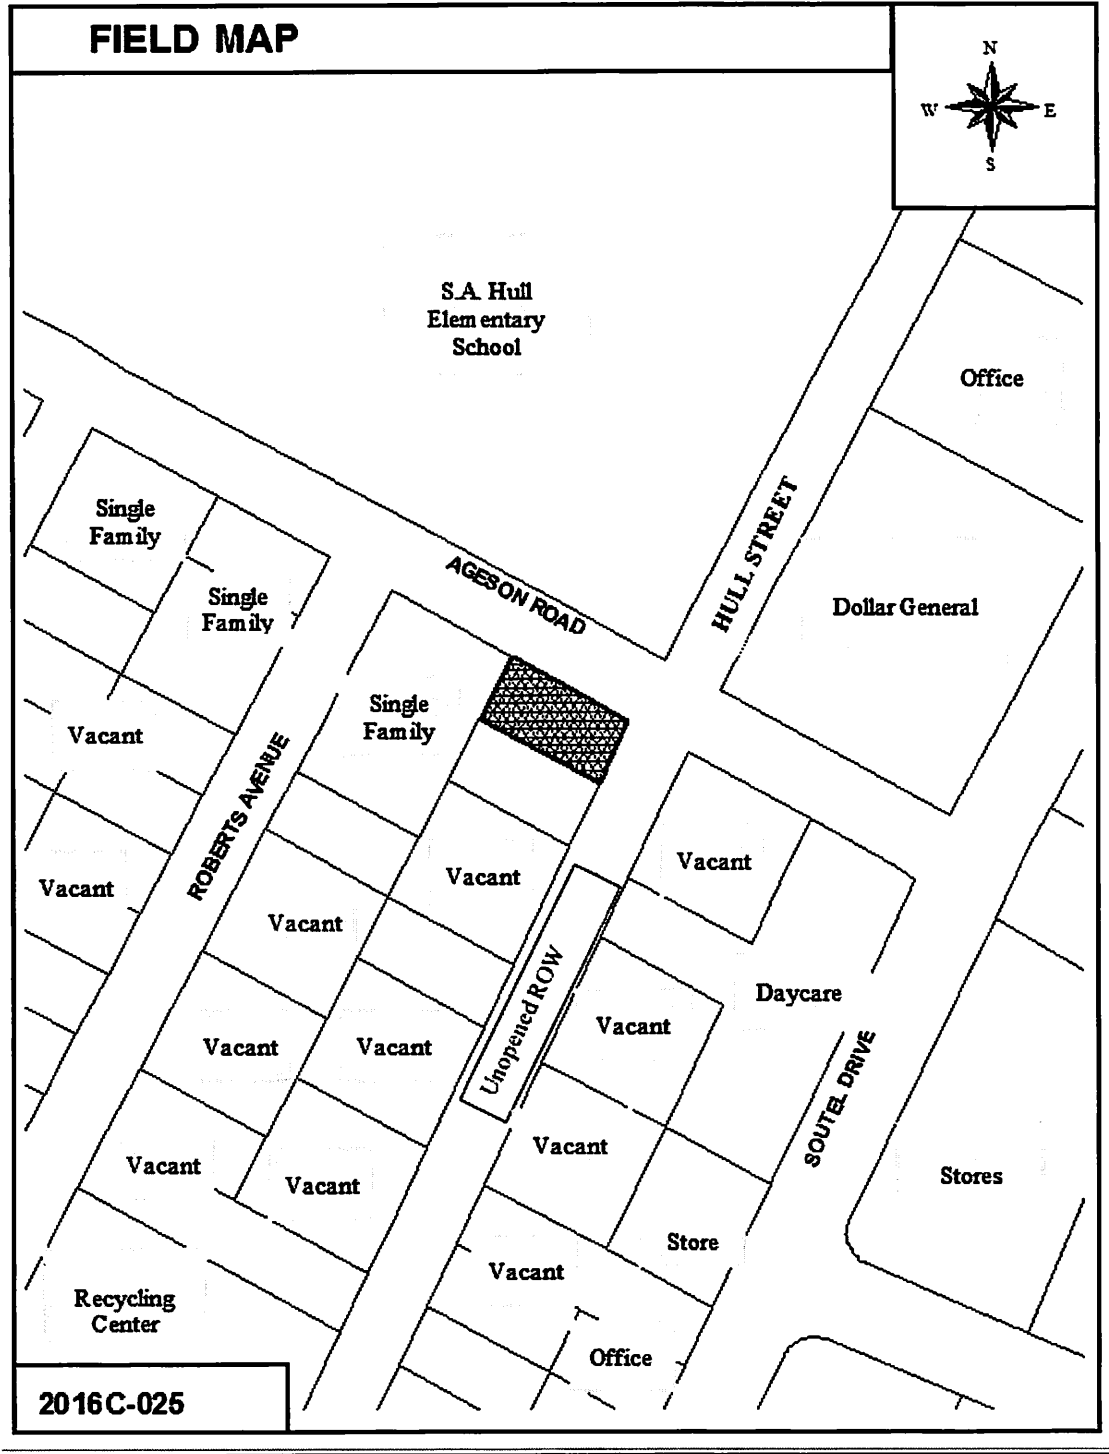 FIELD MAP
N
W
E
S
S.A. Hull
Elementary
School
Office
HULL STREET
Single
Family
AGESON ROAD
Single
Family
Dollar General
Single
Family
Vacant
ROBERTS AVENUE
Vacant
Vacant
Vacant
Vacant
Unopened ROW
Daycare
Vacant
Vacant
Vacant
SOUTEL DRIVE
Vacant
Vacant
Vacant
Stores
Store
Vacant
Recycling
Center
Office
2016C-025